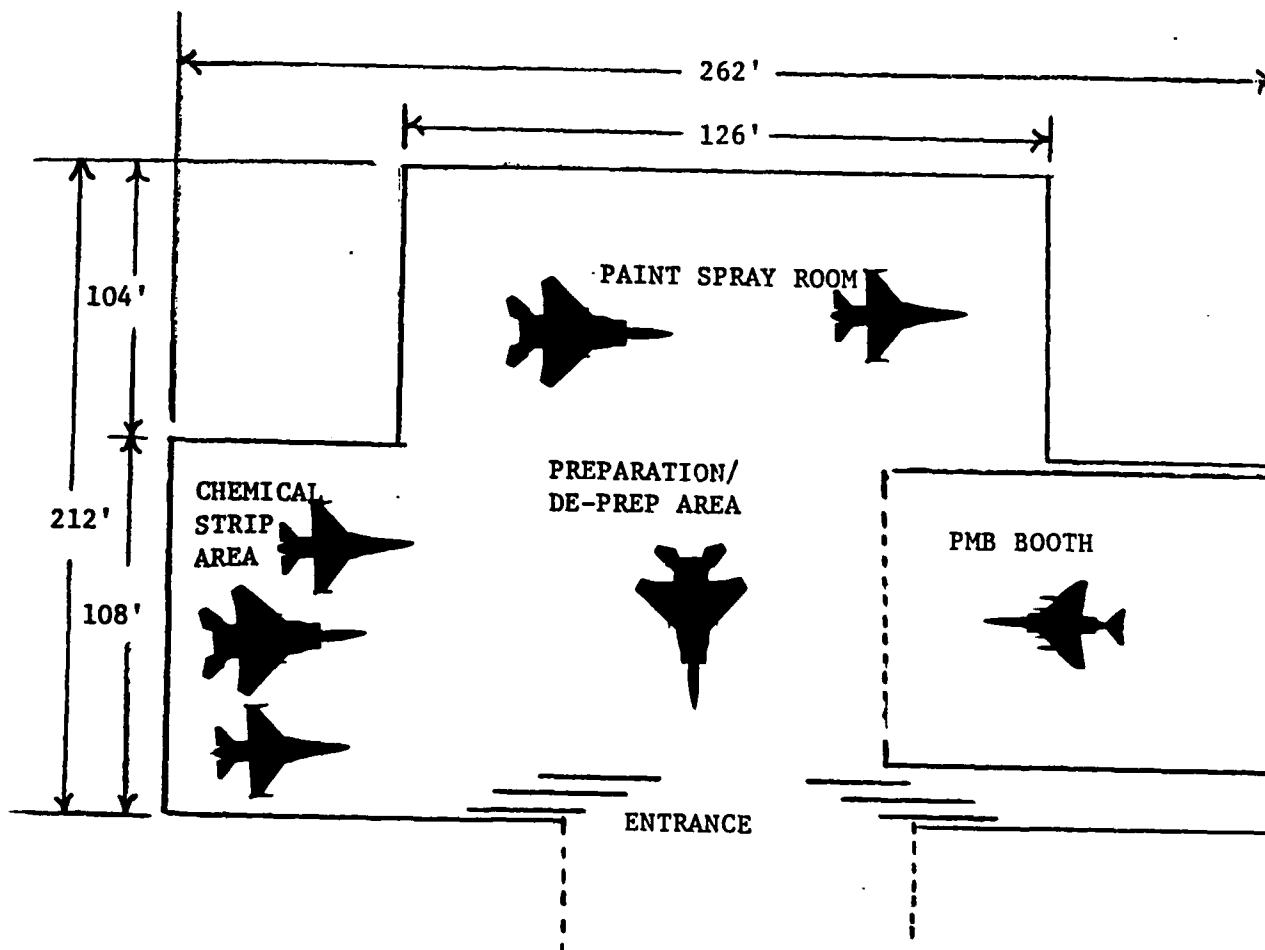 262'
126'
104'
PAINT SPRAY ROOM
PREPARATION/
DE-PREP AREA
CHEMICAL
STRIP
AREA
212'
PMB BOOTH
108'
ENTRANCE